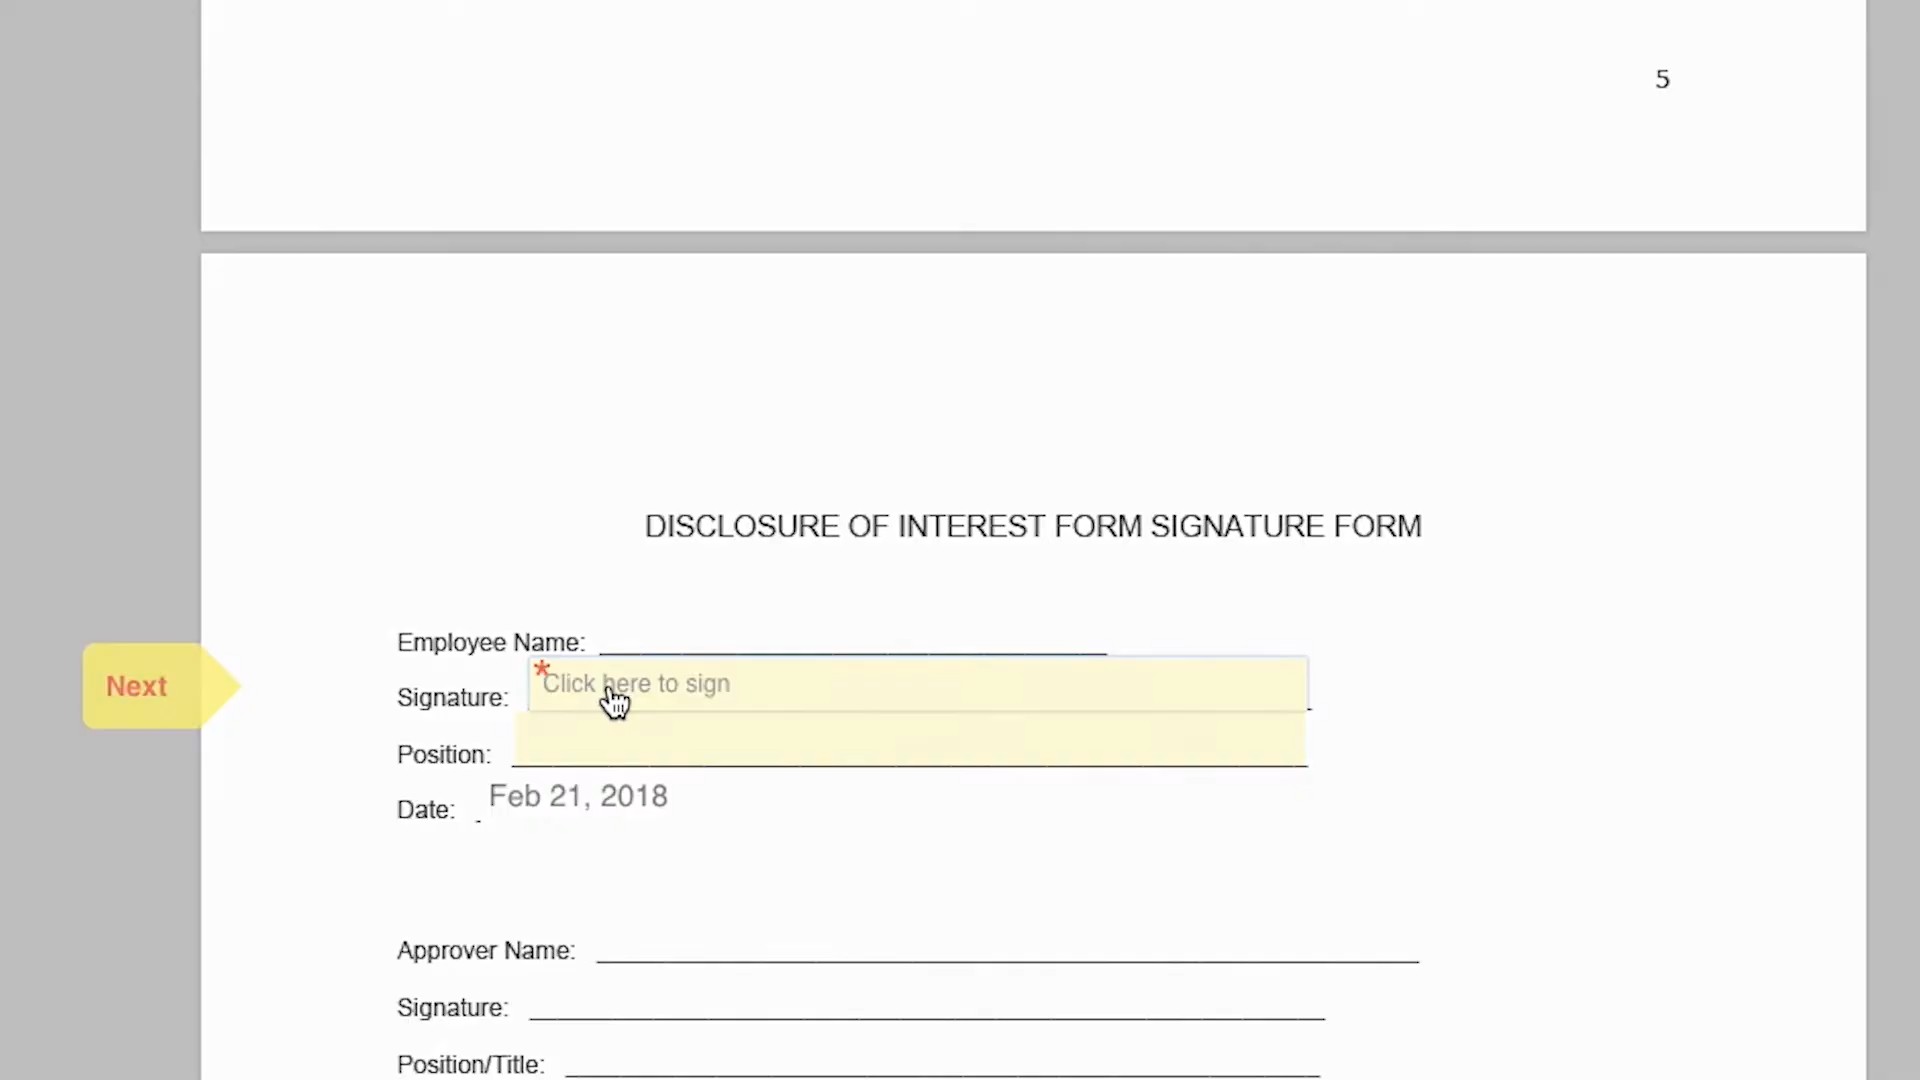 5
DISCLOSURE OF INTEREST FORM SIGNATURE FORM
Employee Name:
Next
Signature: *Click here to sign
Position:
Date: Feb 21, 2018
Approver Name:
Signature:
Position/Title: